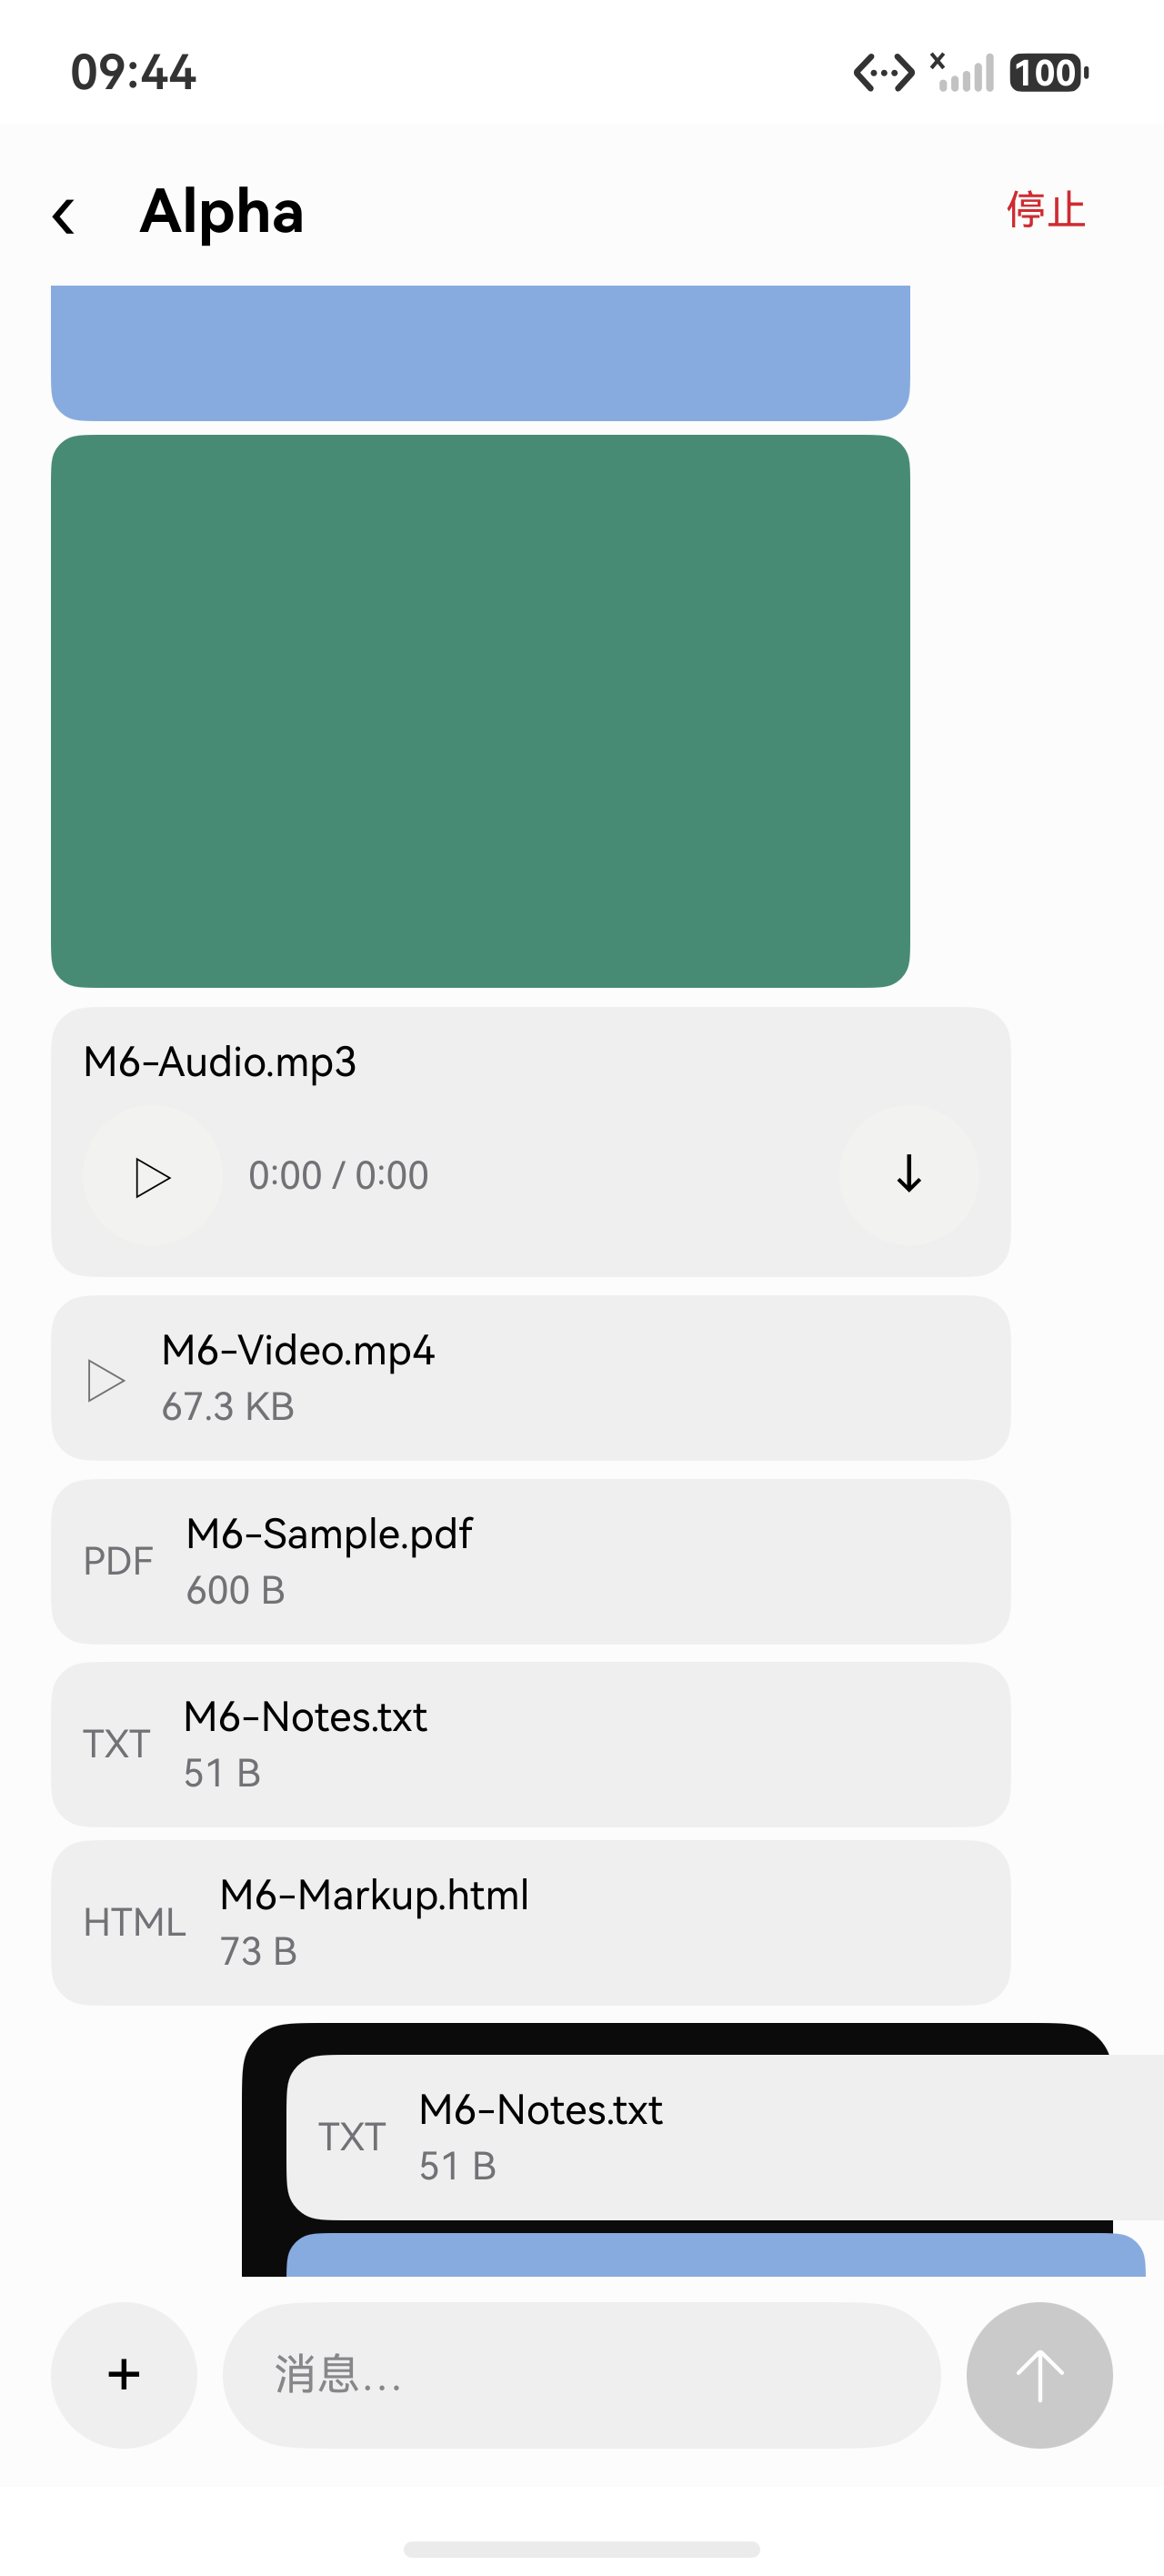 09:44
100
Alpha
停止
M6-Audio.mp3
0:00 / 0:00
M6-Video.mp4
67.3 KB
PDF
M6-Sample.pdf
600 B
TXT
M6-Notes.txt
51 B
HTML
M6-Markup.html
73 B
TXT
M6-Notes.txt
51 B
消息...